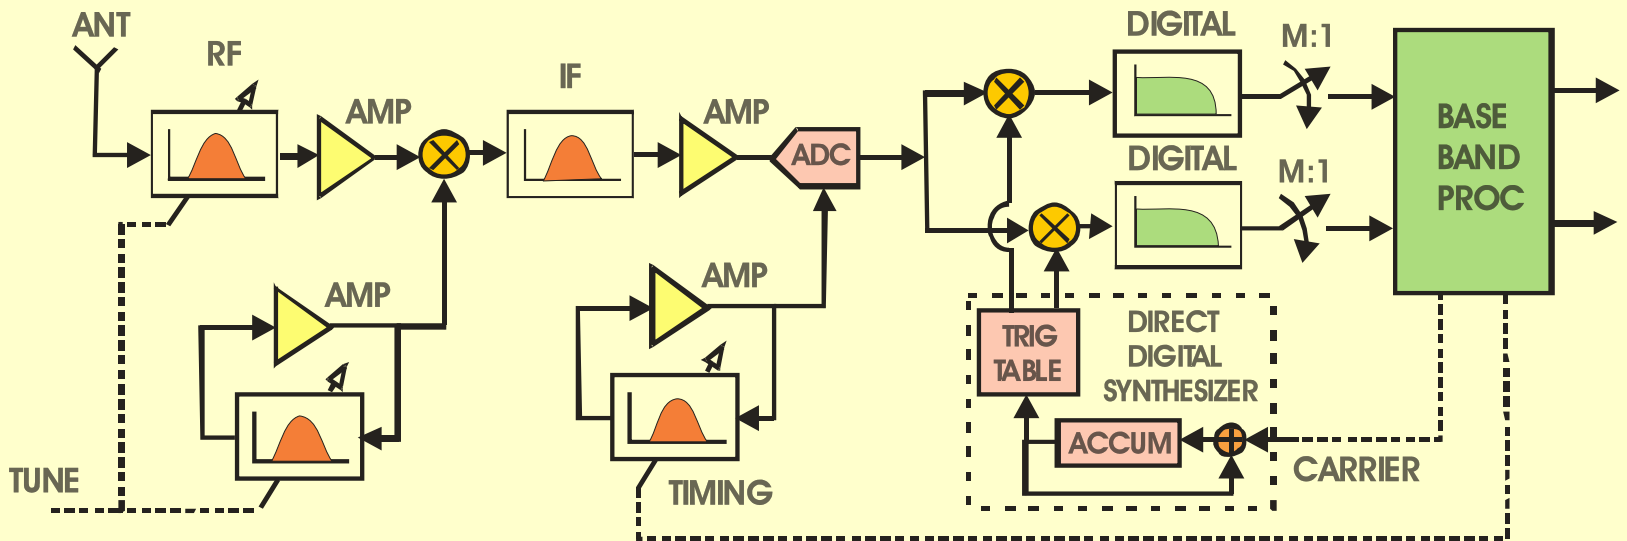 ANT
RF
AMP
IF
AMP
ADC
DIGITAL
M:1
DIGITAL
M:1
BASE
BAND
PROC
AMP
AMP
TRIG
TABLE
DIRECT
DIGITAL
SYNTHESIZER
ACCUM
CARRIER
TUNE
TIMING